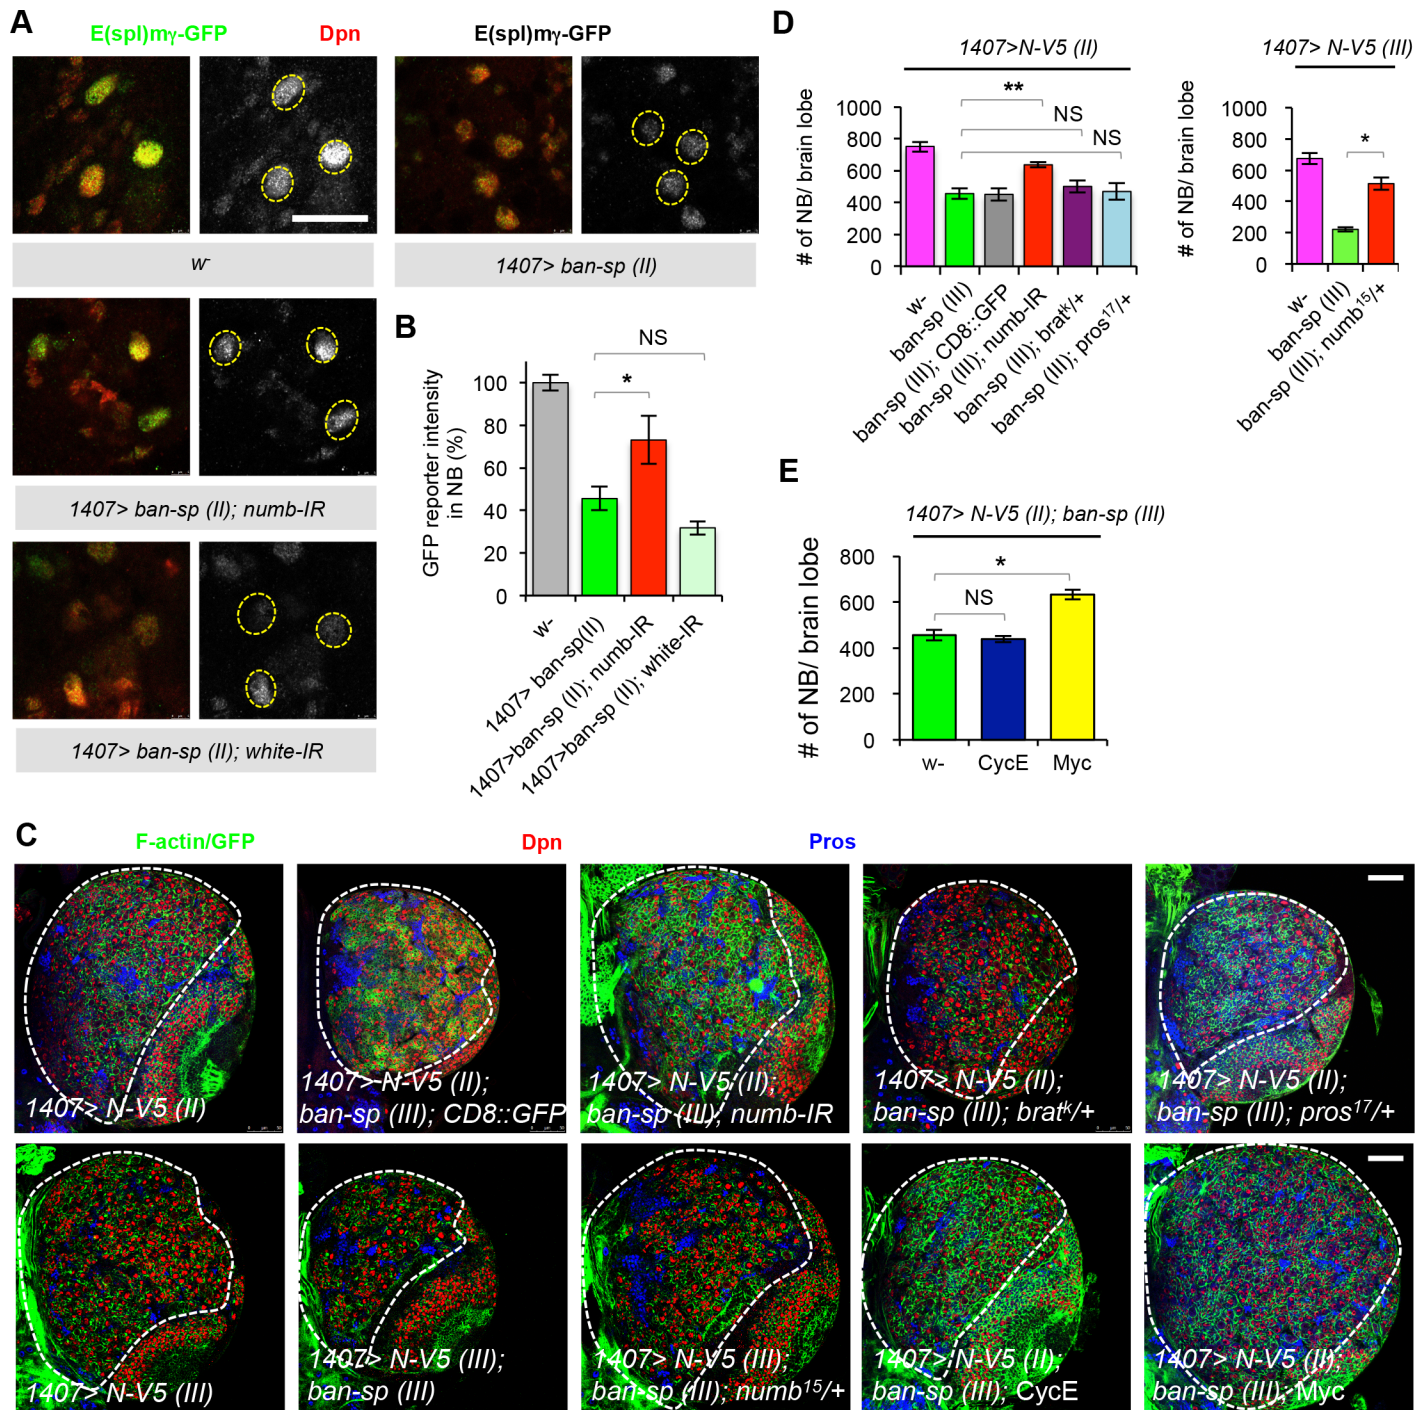 A
E(spl)mγ-GFP
Dpn
E(spl)mγ-GFP
w-
1407> ban-sp (II)
1407> ban-sp (II); numb-IR
1407> ban-sp (II); white-IR
B
GFP reporter intensity
in NB (%)
100
80
60
40
20
0
NS
*
w-
1407> ban-sp(II)
1407>ban-sp (II); numb-IR
1407>ban-sp (II); white-IR
D
1407>N-V5 (II)
# of NB/ brain lobe
1000
800
600
400
200
0
**
NS
NS
w-
ban-sp (III)
ban-sp (III); CD8::GFP
ban-sp (III); numb-IR
ban-sp (III); bratk/+
ban-sp (III); pros17/+
1407> N-V5 (III)
# of NB/ brain lobe
1000
800
600
400
200
0
*
w-
ban-sp (III)
ban-sp (III); numb15/+
E
1407> N-V5 (II); ban-sp (III)
# of NB/ brain lobe
800
600
400
200
0
*
NS
w-
CycE
Myc
C
F-actin/GFP
Dpn
Pros
1407> N-V5 (II)
1407> N-V5 (II);
ban-sp (III); CD8::GFP
1407> N-V5 (II);
ban-sp (III); numb-IR
1407> N-V5 (II);
ban-sp (III); bratk/+
1407> N-V5 (II);
ban-sp (III); pros17/+
1407> N-V5 (III)
1407> N-V5 (III);
ban-sp (III)
1407> N-V5 (III);
ban-sp (III); numb15/+
1407> N-V5 (II);
ban-sp (III); CycE
1407> N-V5 (II);
ban-sp (III); Myc